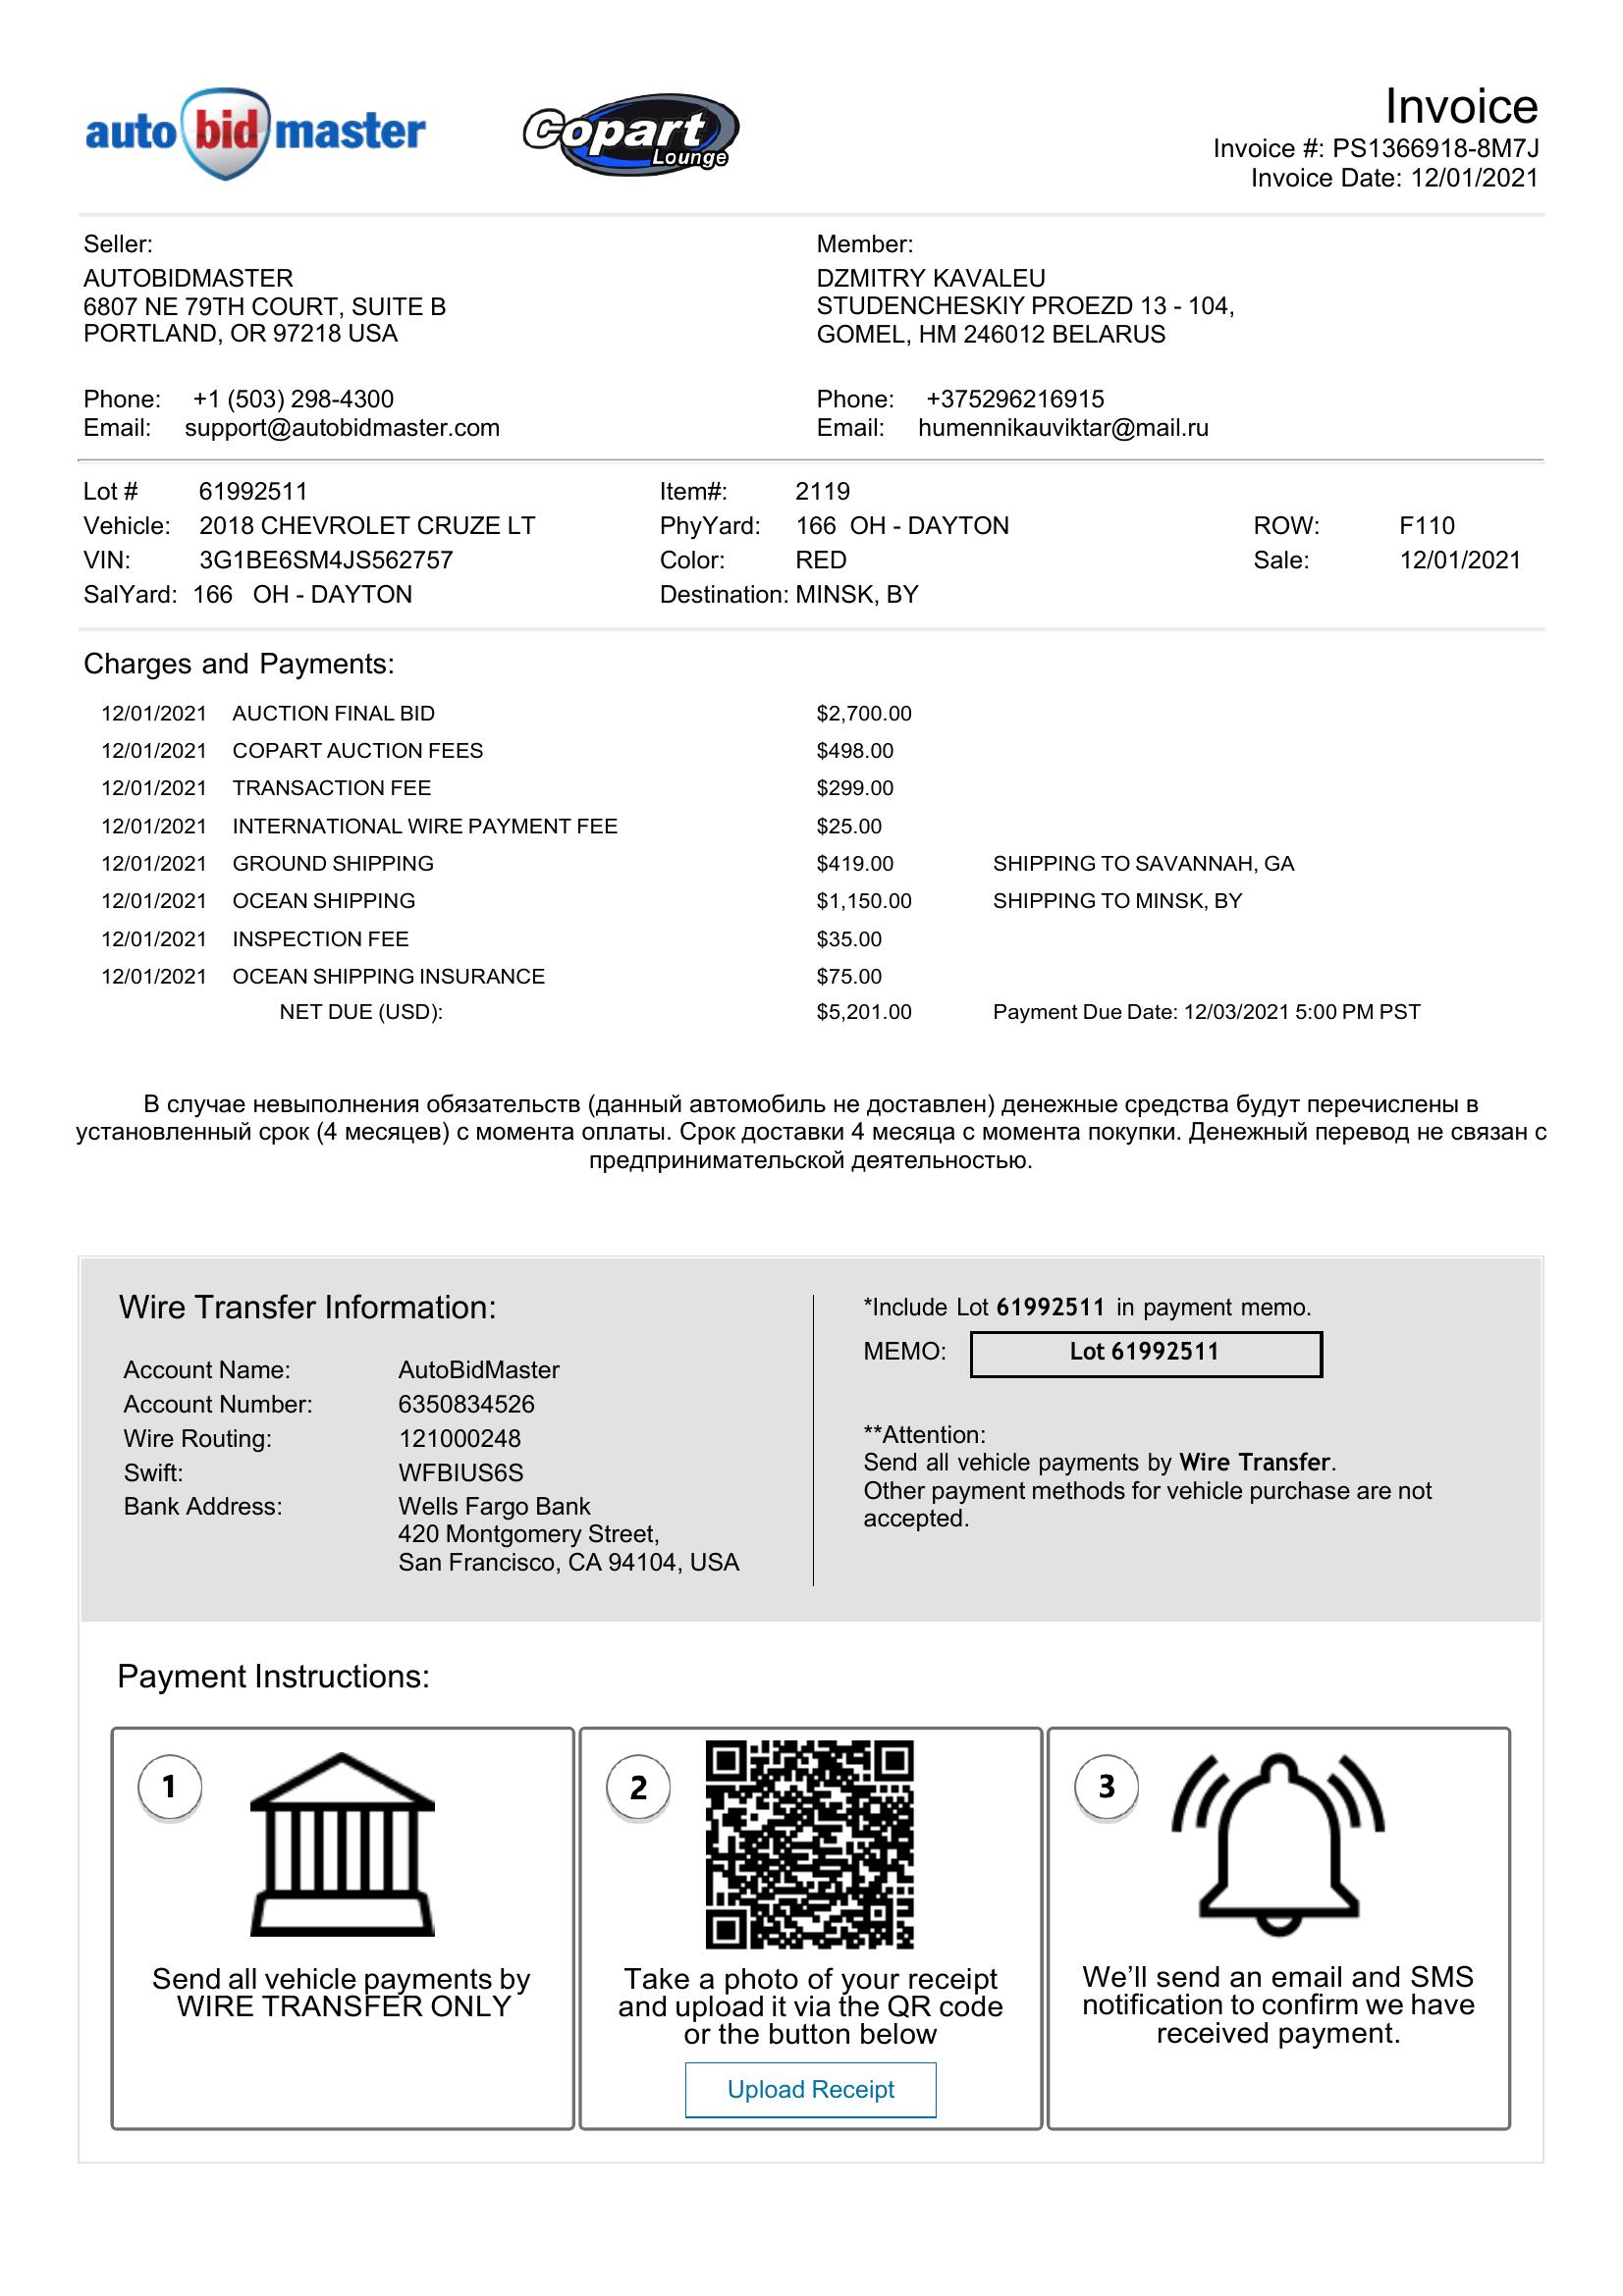 auto bid master
Copart
Lounge
Invoice
Invoice #: PS1366918-8M7J
Invoice Date: 12/01/2021
Seller:
AUTOBIDMASTER
6807 NE 79TH COURT, SUITE B
PORTLAND, OR 97218 USA
Phone: +1 (503) 298-4300
Email: support@autobidmaster.com
Member:
DZMITRY KAVALEU
STUDENCHESKIY PROEZD 13 - 104,
GOMEL, HM 246012 BELARUS
Phone: +375296216915
Email: humennikauviktar@mail.ru
Lot # 61992511 Item#: 2119
Vehicle: 2018 CHEVROLET CRUZE LT PhyYard: 166 OH - DAYTON ROW: F110
VIN: 3G1BE6SM4JS562757 Color: RED Sale: 12/01/2021
SalYard: 166 OH - DAYTON Destination: MINSK, BY
Charges and Payments:
12/01/2021 AUCTION FINAL BID $2,700.00
12/01/2021 COPART AUCTION FEES $498.00
12/01/2021 TRANSACTION FEE $299.00
12/01/2021 INTERNATIONAL WIRE PAYMENT FEE $25.00
12/01/2021 GROUND SHIPPING $419.00 SHIPPING TO SAVANNAH, GA
12/01/2021 OCEAN SHIPPING $1,150.00 SHIPPING TO MINSK, BY
12/01/2021 INSPECTION FEE $35.00
12/01/2021 OCEAN SHIPPING INSURANCE $75.00
NET DUE (USD): $5,201.00 Payment Due Date: 12/03/2021 5:00 PM PST
В случае невыполнения обязательств (данный автомобиль не доставлен) денежные средства будут перечислены в
установленный срок (4 месяцев) с момента оплаты. Срок доставки 4 месяца с момента покупки. Денежный перевод не связан с
предпринимательской деятельностью.
Wire Transfer Information:
Account Name: AutoBidMaster
Account Number: 6350834526
Wire Routing: 121000248
Swift: WFBIUS6S
Bank Address: Wells Fargo Bank
420 Montgomery Street,
San Francisco, CA 94104, USA
*Include Lot 61992511 in payment memo.
MEMO: Lot 61992511
**Attention:
Send all vehicle payments by Wire Transfer.
Other payment methods for vehicle purchase are not
accepted.
Payment Instructions:
1
Send all vehicle payments by
WIRE TRANSFER ONLY
2
Take a photo of your receipt
and upload it via the QR code
or the button below
Upload Receipt
3
We’ll send an email and SMS
notification to confirm we have
received payment.